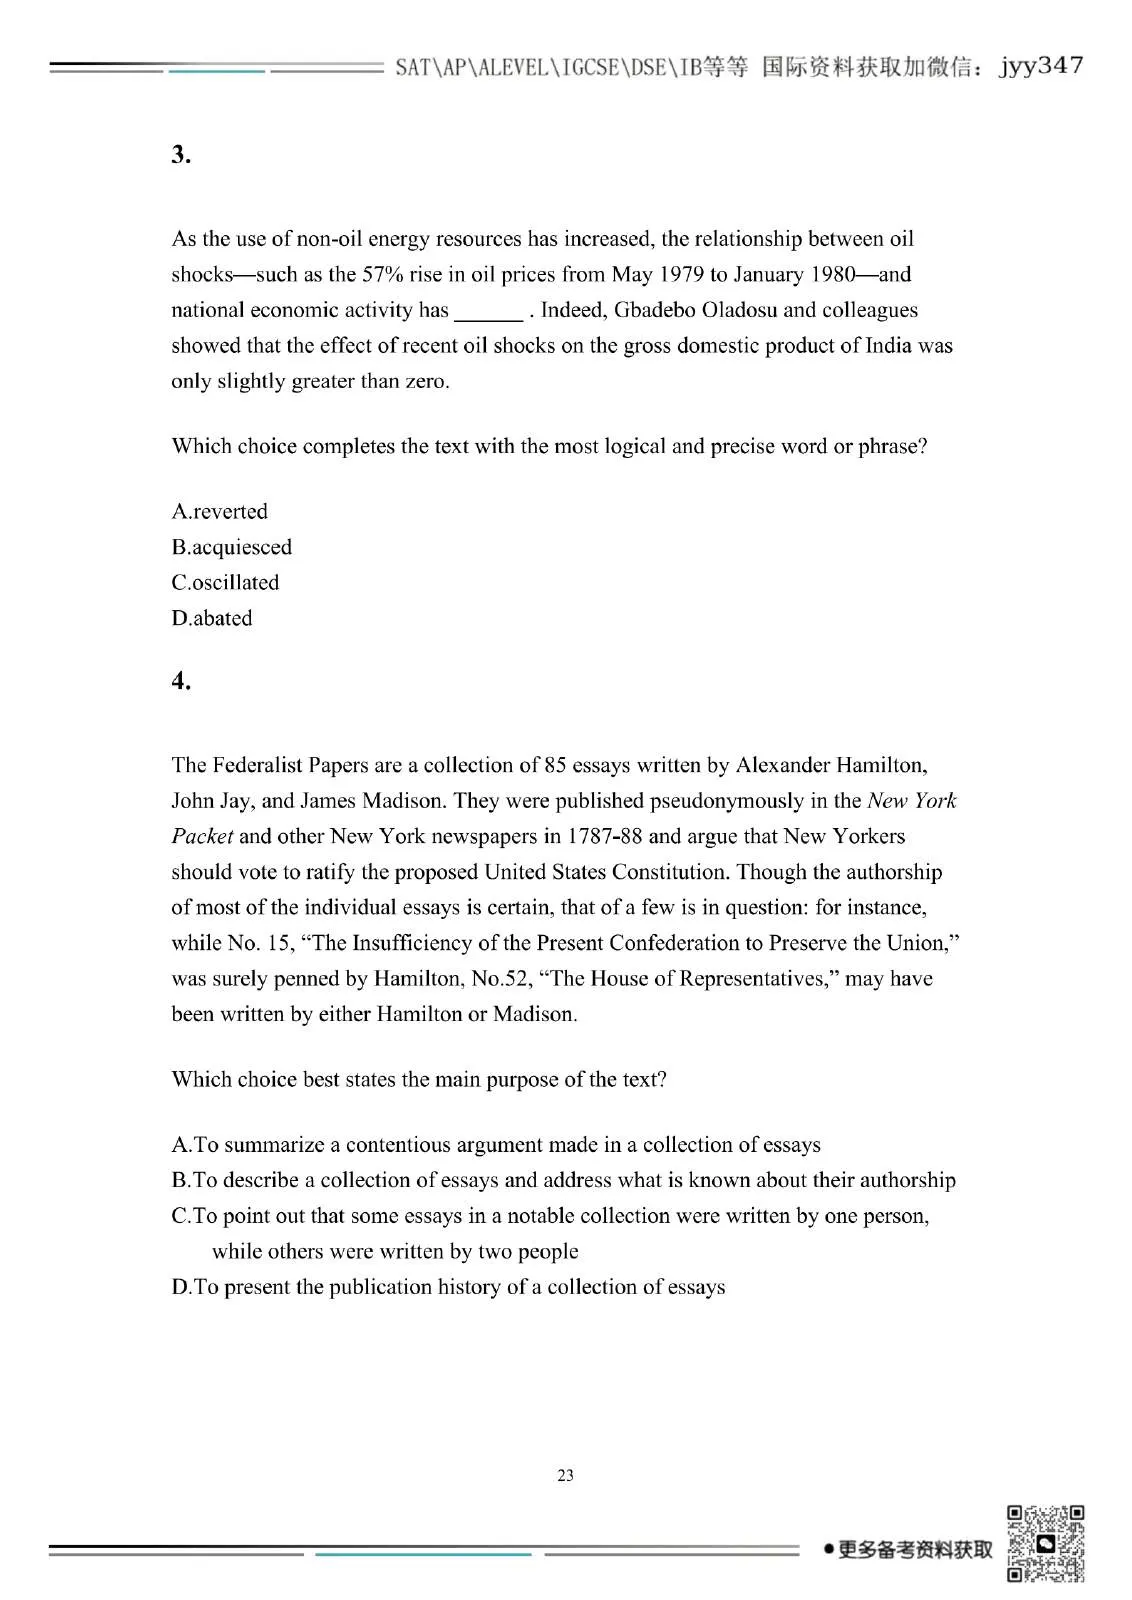 SAT\AP\ALEVEL\IGCSE\DSE\IB等等 国际资料获取加微信： jyy347
3.
As the use of non-oil energy resources has increased, the relationship between oil
shocks—such as the 57% rise in oil prices from May 1979 to January 1980—and
national economic activity has ______ . Indeed, Gbadebo Oladosu and colleagues
showed that the effect of recent oil shocks on the gross domestic product of India was
only slightly greater than zero.
Which choice completes the text with the most logical and precise word or phrase?
A.reverted
B.acquiesced
C.oscillated
D.abated
4.
The Federalist Papers are a collection of 85 essays written by Alexander Hamilton,
John Jay, and James Madison. They were published pseudonymously in the New York
Packet and other New York newspapers in 1787-88 and argue that New Yorkers
should vote to ratify the proposed United States Constitution. Though the authorship
of most of the individual essays is certain, that of a few is in question: for instance,
while No. 15, “The Insufficiency of the Present Confederation to Preserve the Union,”
was surely penned by Hamilton, No.52, “The House of Representatives,” may have
been written by either Hamilton or Madison.
Which choice best states the main purpose of the text?
A.To summarize a contentious argument made in a collection of essays
B.To describe a collection of essays and address what is known about their authorship
C.To point out that some essays in a notable collection were written by one person,
while others were written by two people
D.To present the publication history of a collection of essays
23
●更多备考资料获取